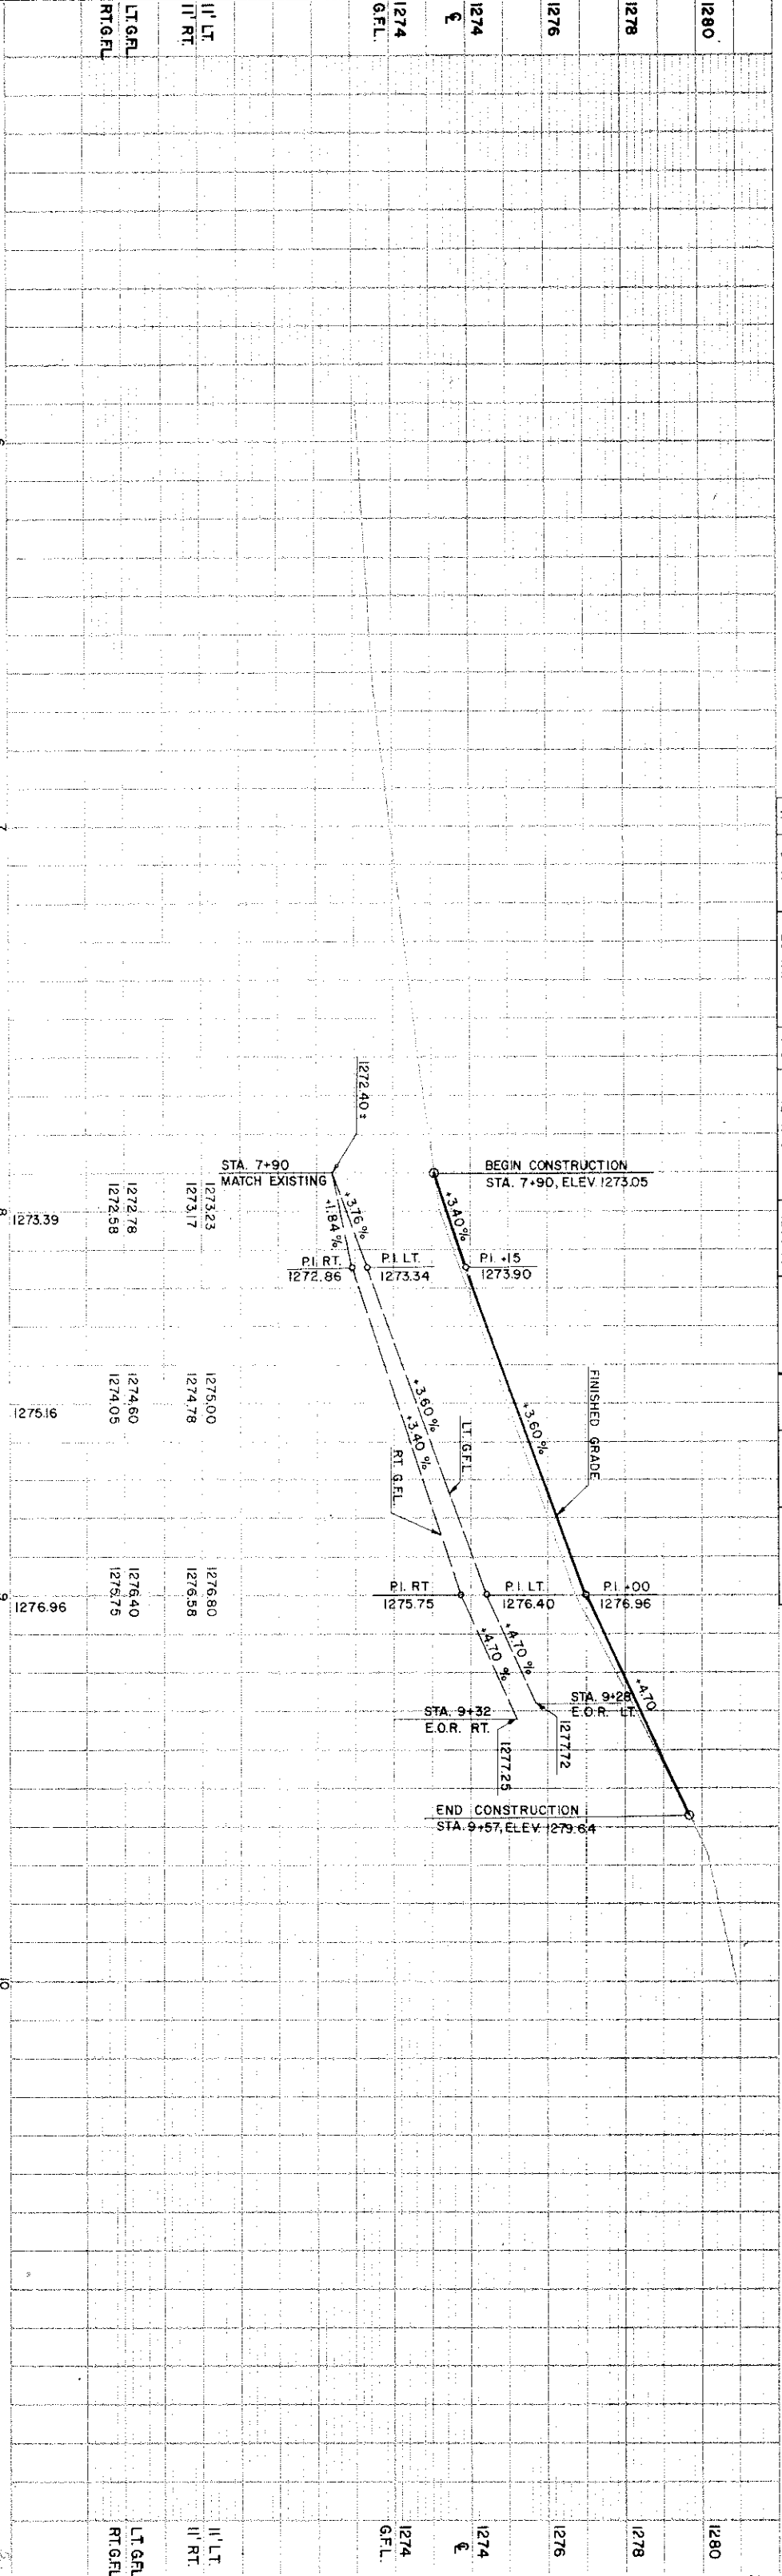 1280
1278
1276
1274
℄
1274
G.F.L.
11' LT.
11' RT.
LT.G.FL.
RT.G.FL.
1280
1278
1276
1274
℄
1274
G.F.L.
11' LT.
11' RT.
LT. G.FL.
RT.G.FL.
BEGIN CONSTRUCTION
STA. 7+90, ELEV. 1273.05
+3.40 %
P.I. +15
1273.90
+3.60 %
FINISHED GRADE
P.I. +00
1276.96
+4.70
END CONSTRUCTION
STA. 9+57, ELEV. 1279.64
1272.40±
STA. 7+90
MATCH EXISTING
+3.76 %
+1.84 %
P.I. LT.
1273.34
P.I. RT.
1272.86
+3.60 %
+3.40 %
LT. G.F.L.
RT. G.F.L.
P.I. LT.
1276.40
P.I. RT.
1275.75
+4.70 %
+4.70 %
STA. 9+28
E.O.R. LT.
1277.72
STA. 9+32
E.O.R. RT.
1277.25
1273.23
1273.17
1272.78
1272.58
1273.39
1275.00
1274.78
1274.60
1274.05
1275.16
1276.80
1276.58
1276.40
1275.75
1276.96
6
7
8
9
10